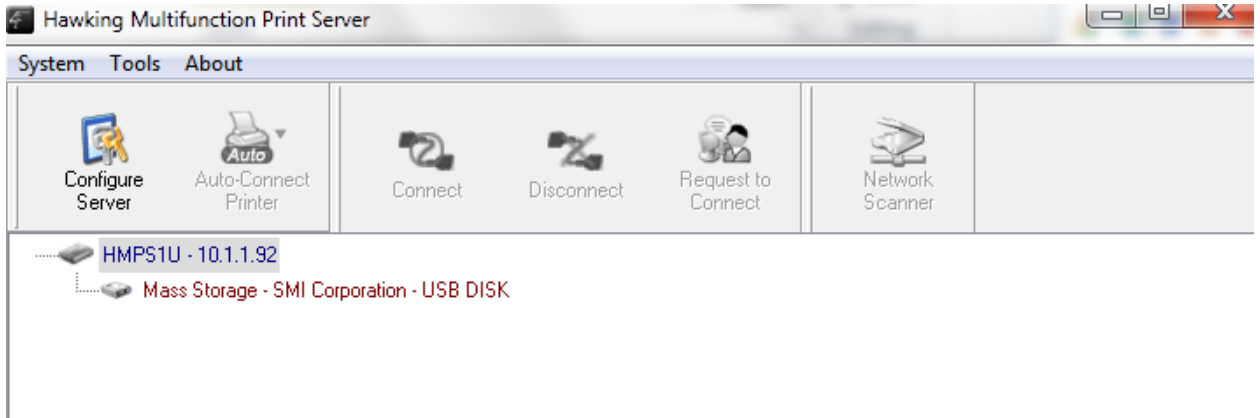 Hawking Multifunction Print Server
System Tools About
Configure Server
Auto
Auto-Connect Printer
Connect
Disconnect
Request to Connect
Network Scanner
HMPS1U - 10.1.1.92
Mass Storage - SMI Corporation - USB DISK